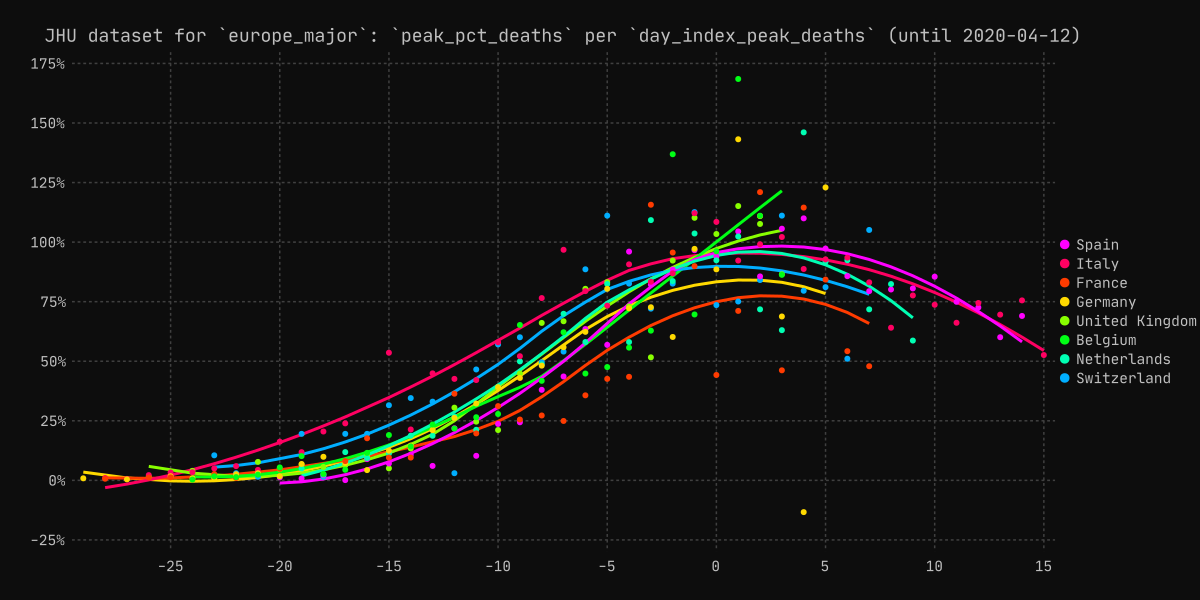 JHU dataset for `europe_major`: `peak_pct_deaths` per `day_index_peak_deaths` (until 2020-04-12)
175%
150%
125%
100%
75%
50%
25%
0%
−25%
−25 −20 −15 −10 −5 0 5 10 15
Spain
Italy
France
Germany
United Kingdom
Belgium
Netherlands
Switzerland